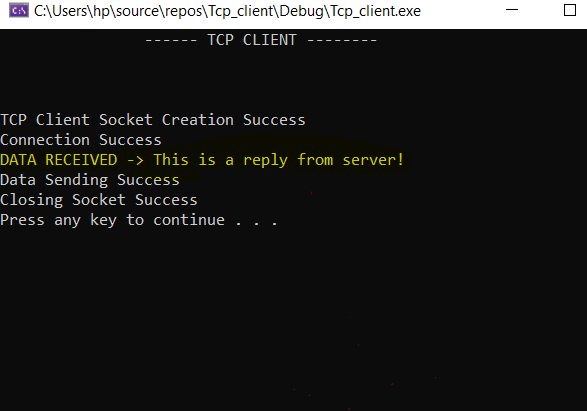 C:\Users\hp\source\repos\Tcp_client\Debug\Tcp_client.exe
------ TCP CLIENT --------
TCP Client Socket Creation Success
Connection Success
DATA RECEIVED -> This is a reply from server!
Data Sending Success
Closing Socket Success
Press any key to continue . . .